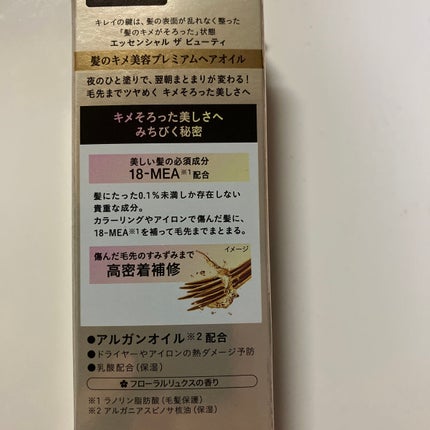 キレイの鍵は、髪の表面が乱れなく整った
「髪のキメがそろった」状態
エッセンシャル ザ ビューティ
髪のキメ美容プレミアムヘアオイル
夜のひと塗りで、翌朝まとまりが変わる!
毛先までツヤめく キメそろった美しさへ
キメそろった美しさへ
みちびく秘密
美しい髪の必須成分
18-MEA※1配合
髪にたった0.1%未満しか存在しない
貴重な成分。
カラーリングやアイロンで傷んだ髪に、
18-MEA※1を補って毛先までまとまる。
傷んだ毛先のすみずみまで
高密着補修
イメージ
●アルガンオイル※2配合
●ドライヤーやアイロンの熱ダメージ予防
●乳酸配合(保湿)
フローラルリュクスの香り
※1 ラノリン脂肪酸(毛髪保護)
※2 アルガニアスピノサ核油(保湿)